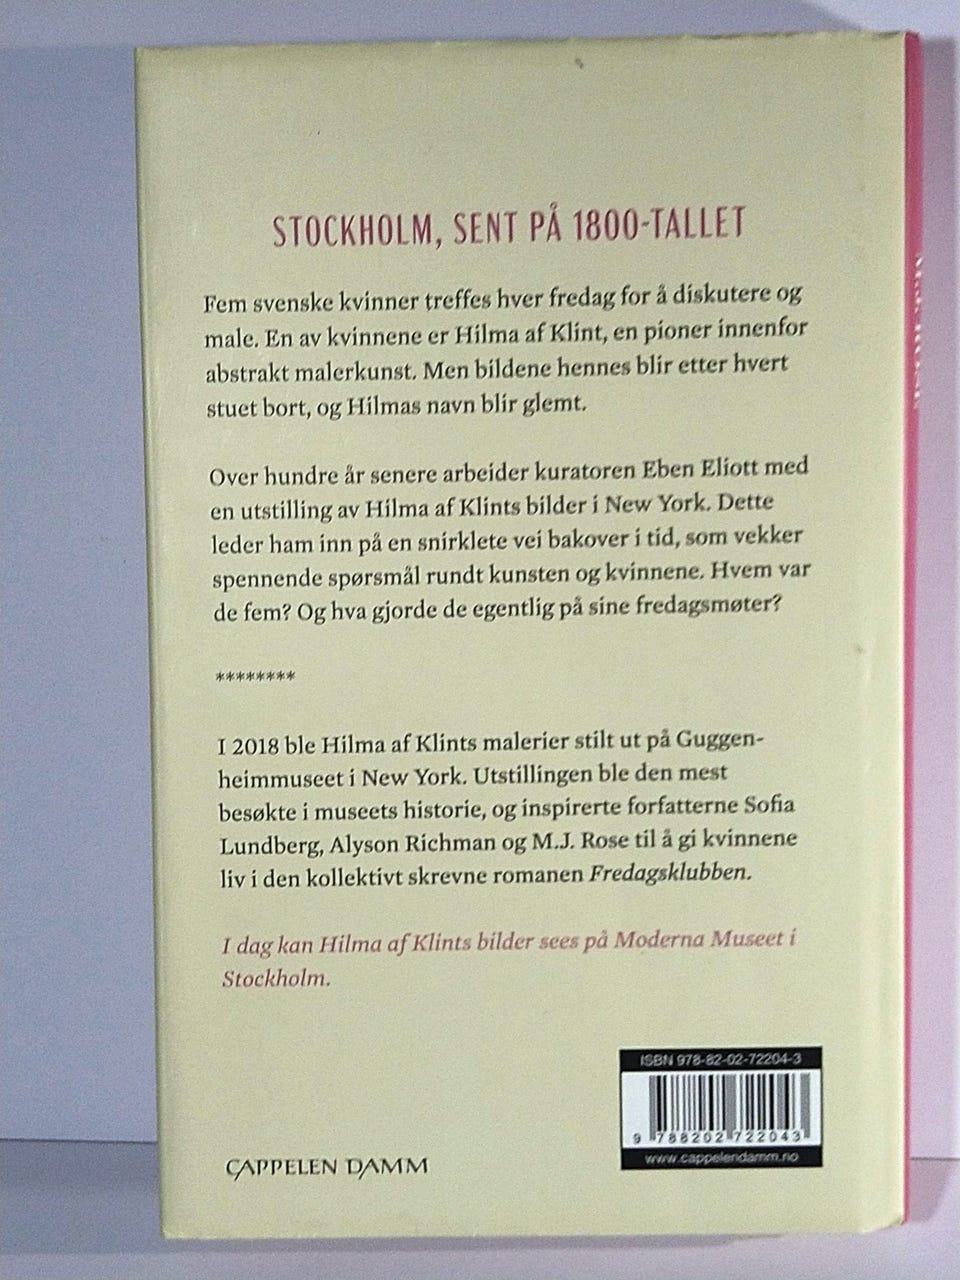 STOCKHOLM, SENT PÅ 1800-TALLET
Fem svenske kvinner treffes hver fredag for å diskutere og
male. En av kvinnene er Hilma af Klint, en pioner innenfor
abstrakt malerkunst. Men bildene hennes blir etter hvert
stuet bort, og Hilmas navn blir glemt.
Over hundre år senere arbeider kuratoren Eben Eliott med
en utstilling av Hilma af Klints bilder i New York. Dette
leder ham inn på en snirklete vei bakover i tid, som vekker
spennende spørsmål rundt kunsten og kvinnene. Hvem var
de fem? Og hva gjorde de egentlig på sine fredagsmøter?
********
I 2018 ble Hilma af Klints malerier stilt ut på Guggen-
heimmuseet i New York. Utstillingen ble den mest
besøkte i museets historie, og inspirerte forfatterne Sofia
Lundberg, Alyson Richman og M.J. Rose til å gi kvinnene
liv i den kollektivt skrevne romanen Fredagsklubben.
I dag kan Hilma af Klints bilder sees på Moderna Museet i
Stockholm.
ISBN 978-82-02-72204-3
9 788202 722043
www.cappelendamm.no
CAPPELEN DAMM